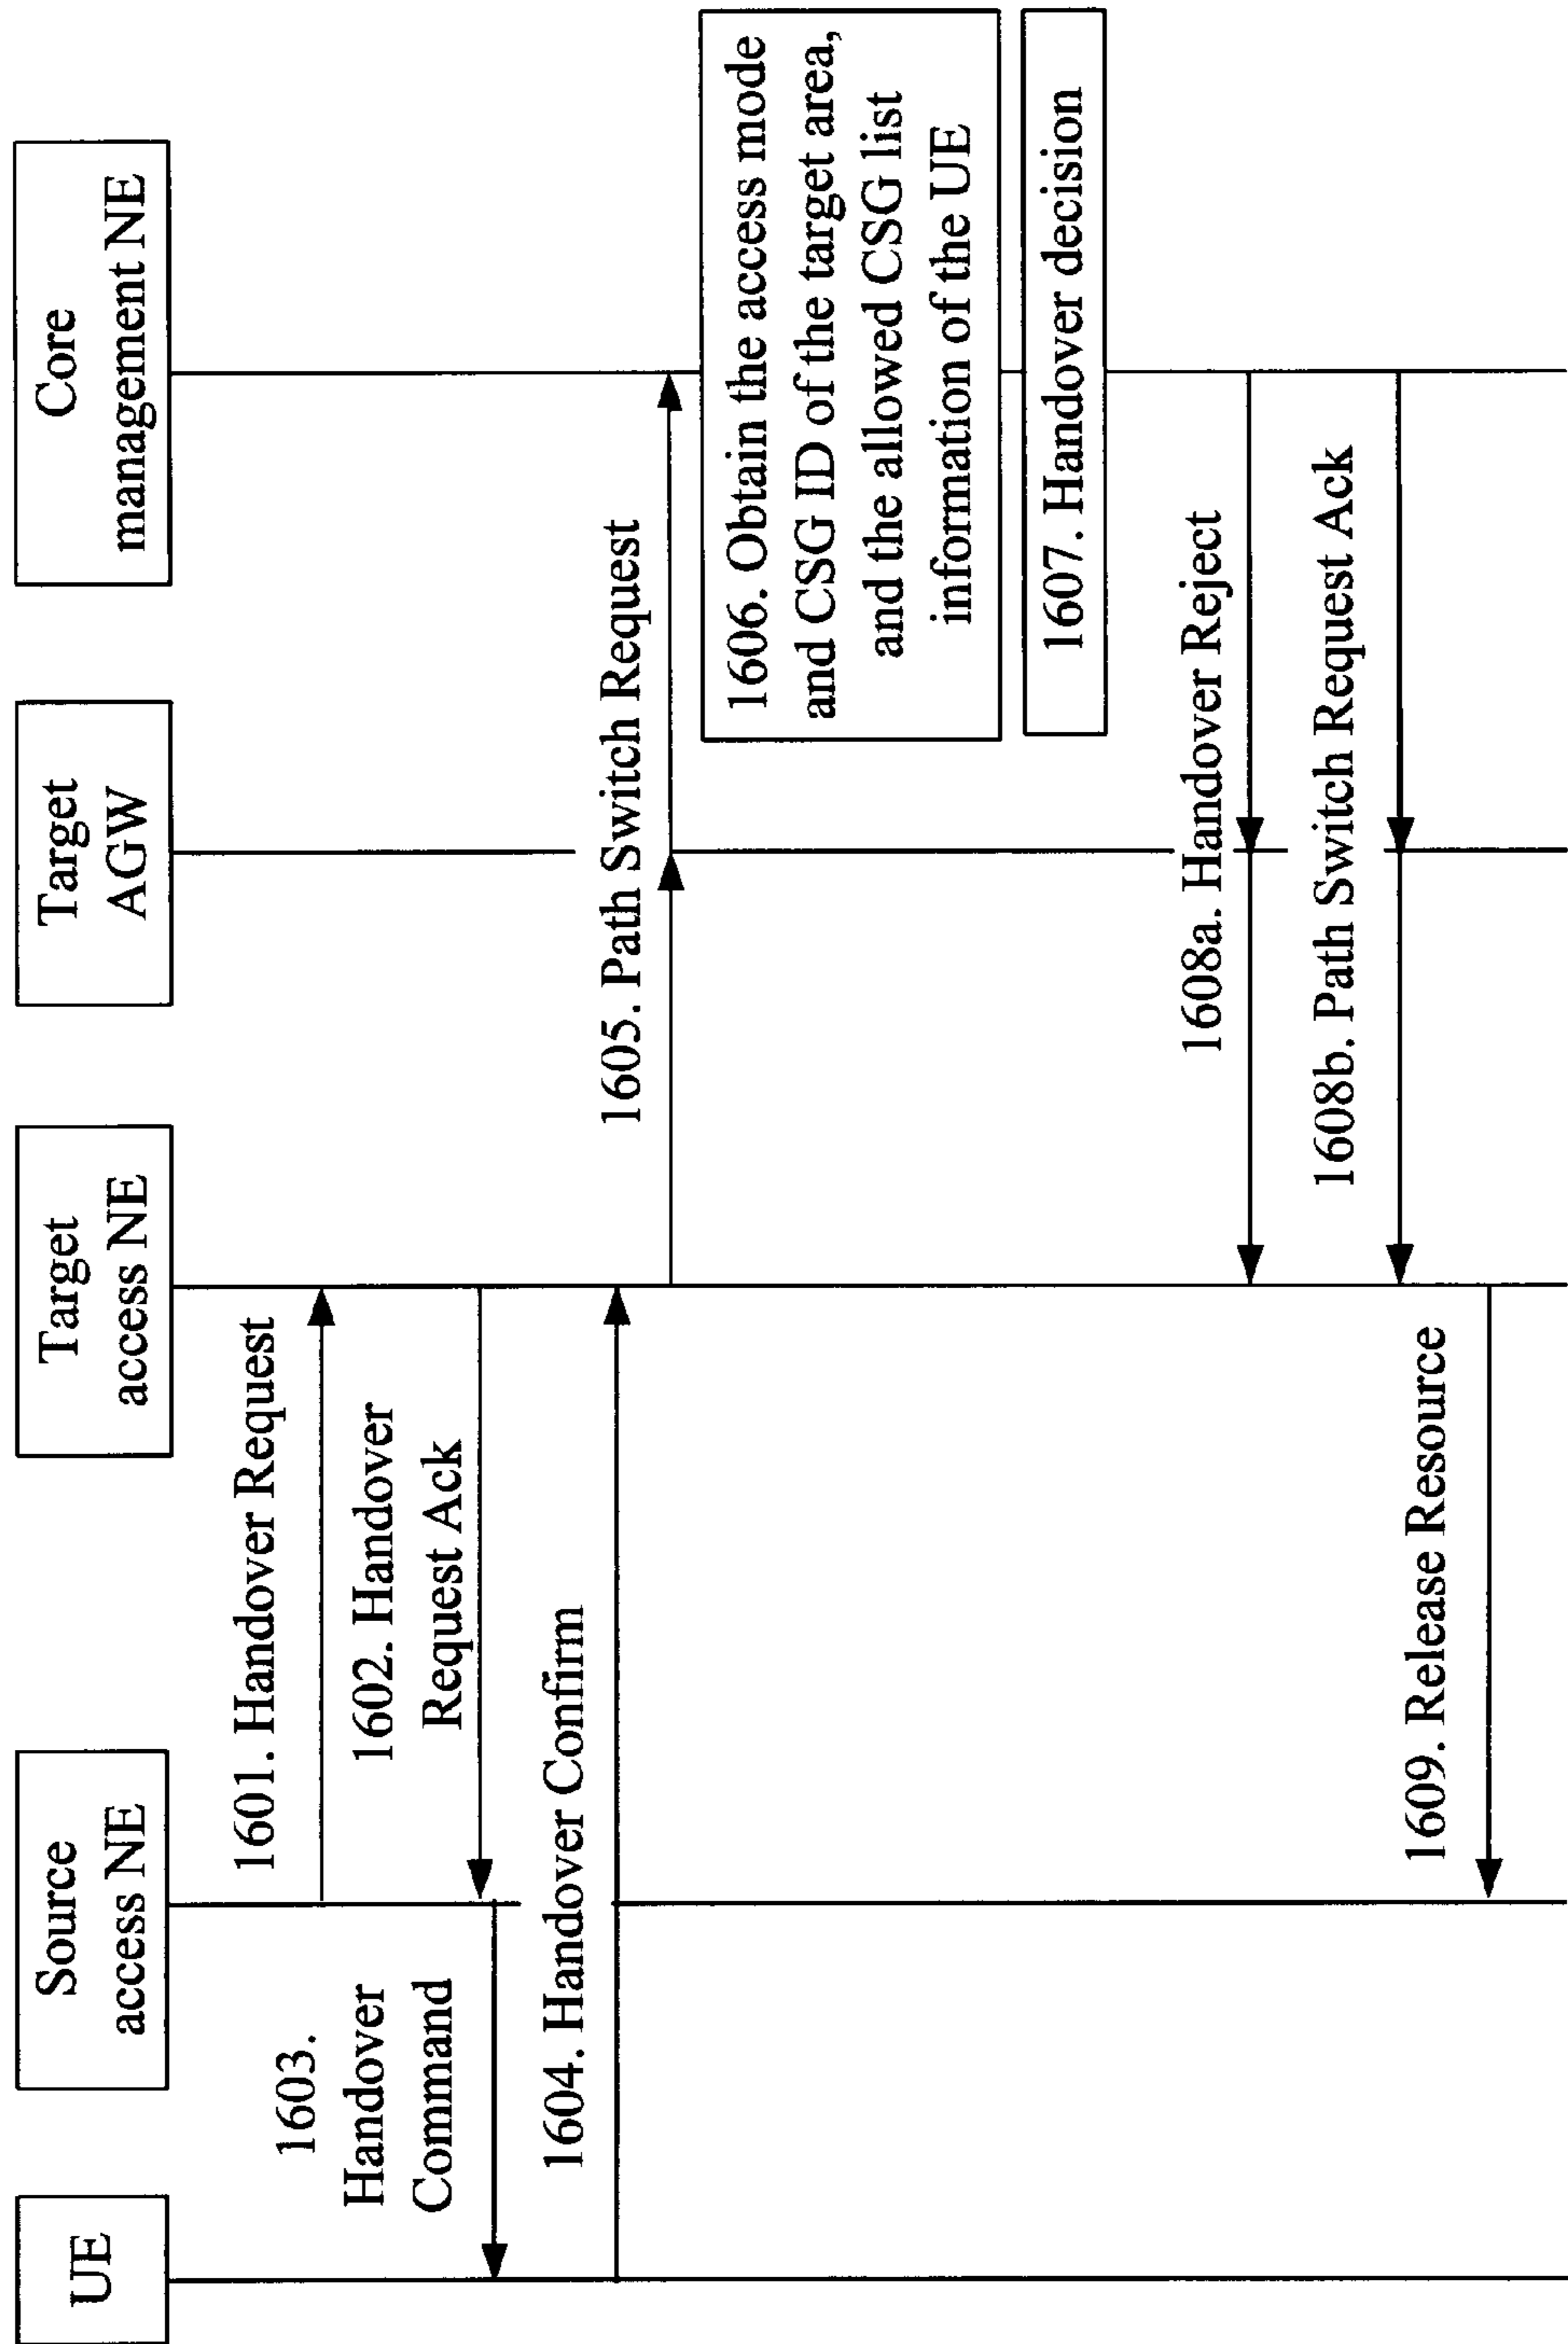 UE
Source
access NE
Target
access NE
Target
AGW
Core
management NE
1601. Handover Request
1602. Handover
Request Ack
1603.
Handover
Command
1604. Handover Confirm
1605. Path Switch Request
1606. Obtain the access mode
and CSG ID of the target area,
and the allowed CSG list
information of the UE
1607. Handover decision
1608a. Handover Reject
1608b. Path Switch Request Ack
1609. Release Resource